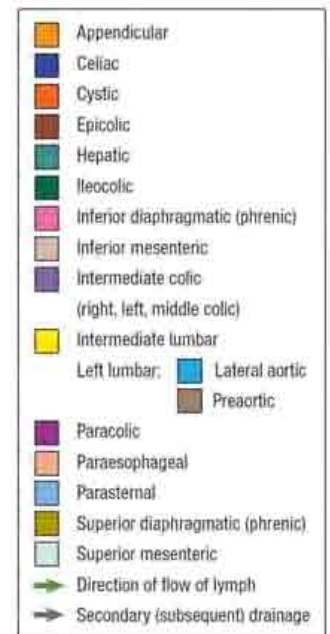 Appendicular
Celiac
Cystic
Epicolic
Hepatic
Ileocolic
Inferior diaphragmatic (phrenic)
Inferior mesenteric
Intermediate colic
(right, left, middle colic)
Intermediate lumbar
Left lumbar: Lateral aortic
Preaortic
Paracolic
Paraesophageal
Parasternal
Superior diaphragmatic (phrenic)
Superior mesenteric
Direction of flow of lymph
Secondary (subsequent) drainage